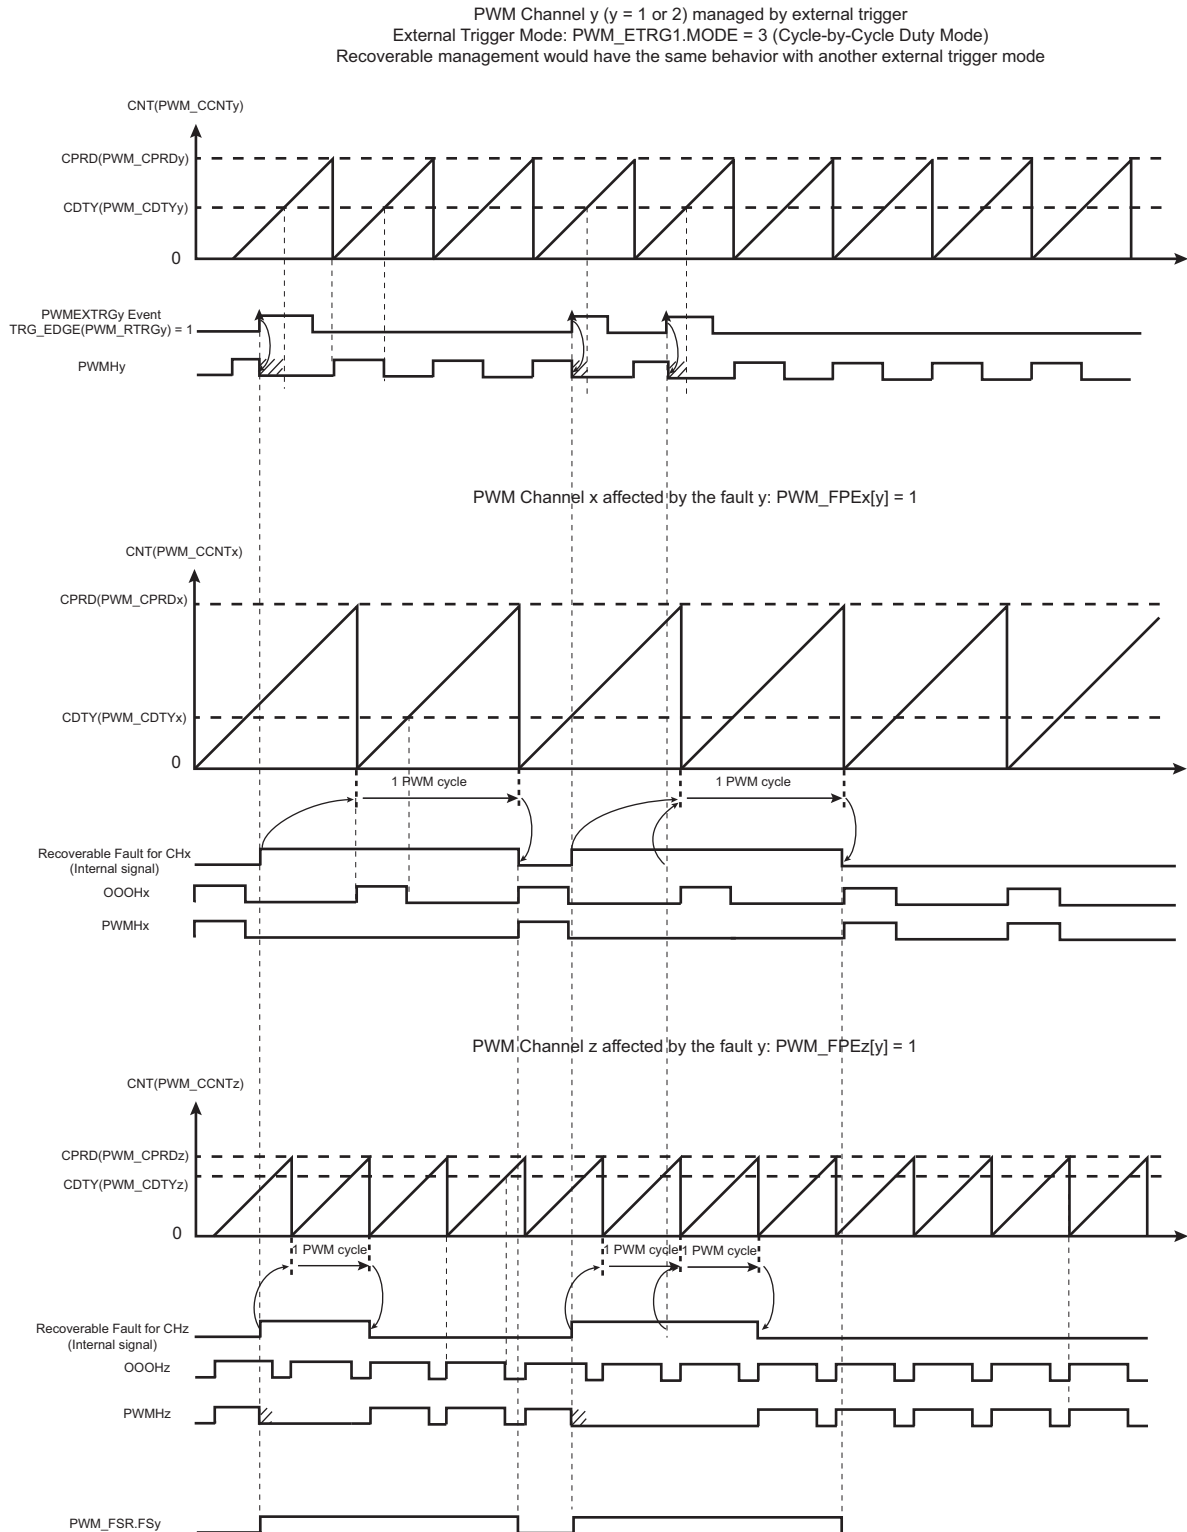 PWM Channel y (y = 1 or 2) managed by external trigger
External Trigger Mode: PWM_ETRG1.MODE = 3 (Cycle-by-Cycle Duty Mode)
Recoverable management would have the same behavior with another external trigger mode
CNT(PWM_CCNTy)
CPRD(PWM_CPRDy)
CDTY(PWM_CDTYy)
0
PWMEXTRGy Event
TRG_EDGE(PWM_RTRGy) = 1
PWMHy
PWM Channel x affected by the fault y: PWM_FPEx[y] = 1
CNT(PWM_CCNTx)
CPRD(PWM_CPRDx)
CDTY(PWM_CDTYx)
0
1 PWM cycle
1 PWM cycle
Recoverable Fault for CHx
(Internal signal)
OOOHx
PWMHx
PWM Channel z affected by the fault y: PWM_FPEz[y] = 1
CNT(PWM_CCNTz)
CPRD(PWM_CPRDz)
CDTY(PWM_CDTYz)
0
1 PWM cycle
1 PWM cycle
1 PWM cycle
Recoverable Fault for CHz
(Internal signal)
OOOHz
PWMHz
PWM_FSR.FSy